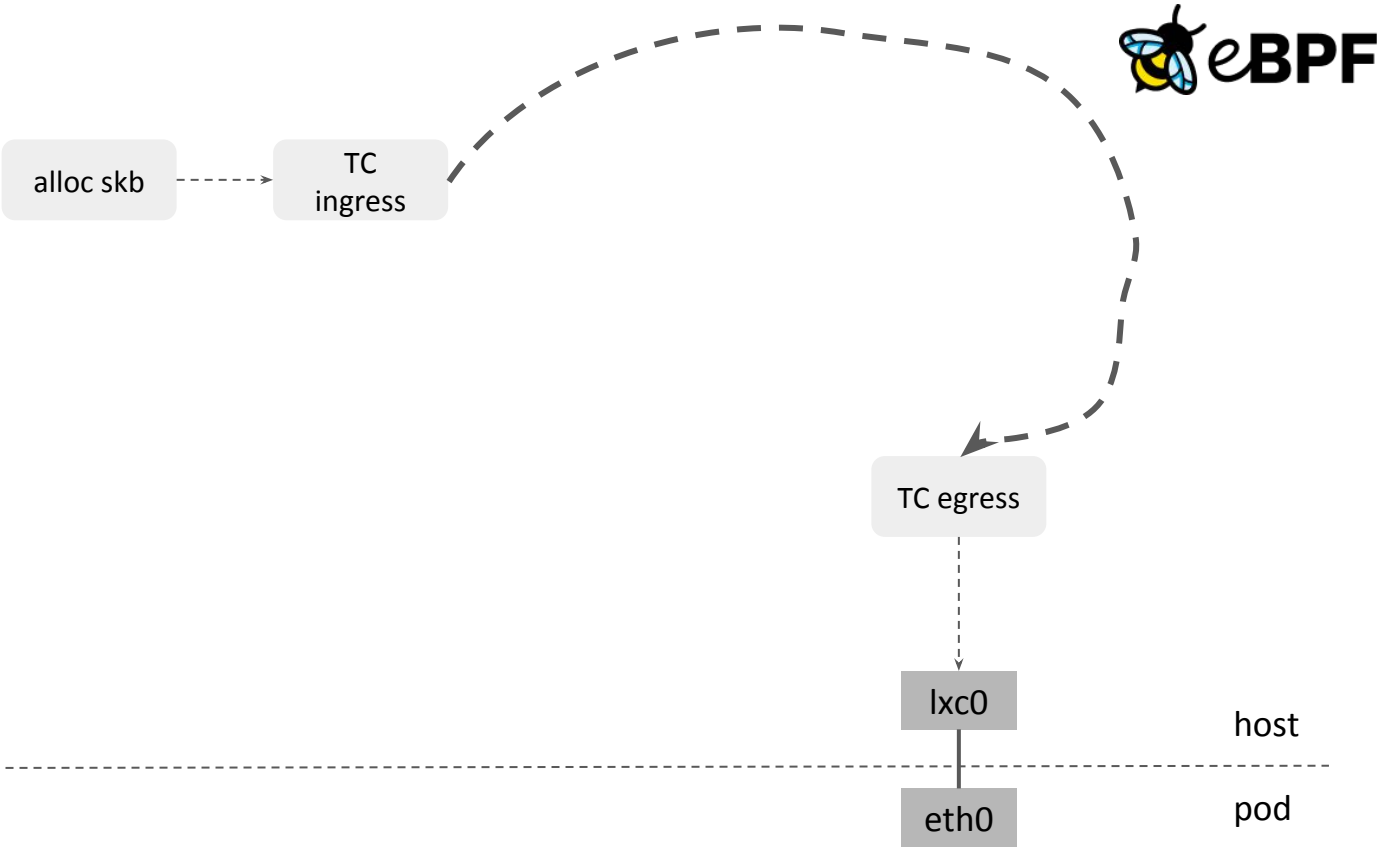 eBPF
alloc skb
TC
ingress
TC egress
lxc0
host
eth0
pod